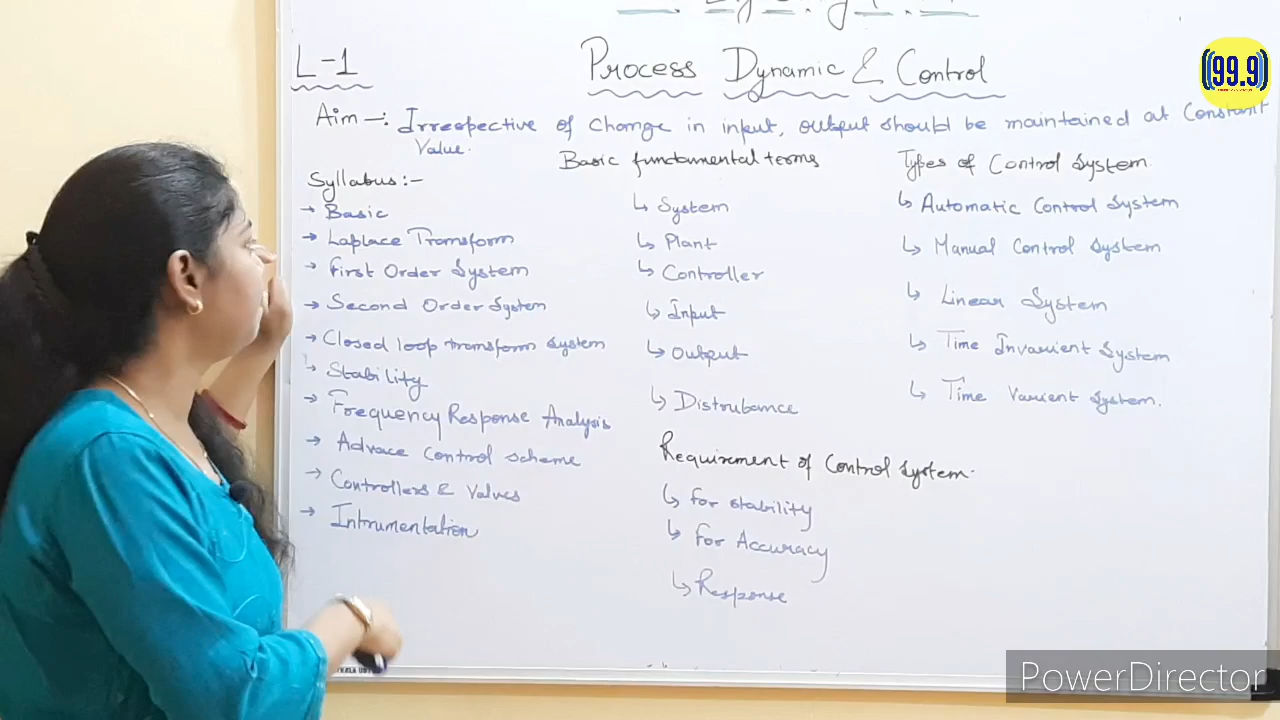 L-1
Process Dynamic & Control
Aim -: Irrespective of change in input, output should be maintained at Constant
Value.
Syllabus:-
→ Basic
→ Laplace Transform
→ First Order System
→ Second Order System
→ Closed loop transform system
→ Stability
→ Frequency Response Analysis
→ Advace control scheme
→ Controllers & Valves
→ Intrumentation
Basic fundamental terms
↳ System
↳ Plant
↳ Controller
↳ Input
↳ Output
↳ Distrubance
Requirement of Control System.
↳ for stability
↳ For Accuracy
↳ Response
Types of Control System
↳ Automatic Control System
↳ Manual Control System
↳ Linear System
↳ Time Invarient System
↳ Time Varient System.
99.9
PowerDirector